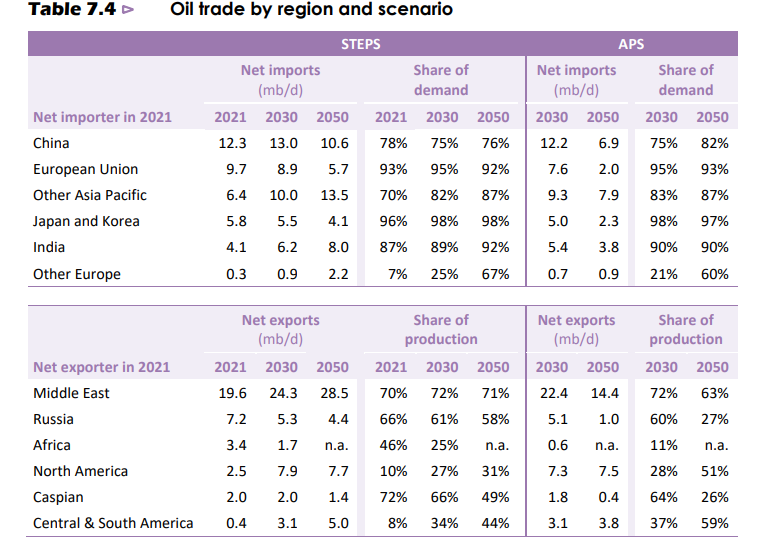 Table 7.4 ⊳ Oil trade by region and scenario
STEPS APS
Net imports Share of Net imports Share of
(mb/d) demand (mb/d) demand
Net importer in 2021 2021 2030 2050 2021 2030 2050 2030 2050 2030 2050
China 12.3 13.0 10.6 78% 75% 76% 12.2 6.9 75% 82%
European Union 9.7 8.9 5.7 93% 95% 92% 7.6 2.0 95% 93%
Other Asia Pacific 6.4 10.0 13.5 70% 82% 87% 9.3 7.9 83% 87%
Japan and Korea 5.8 5.5 4.1 96% 98% 98% 5.0 2.3 98% 97%
India 4.1 6.2 8.0 87% 89% 92% 5.4 3.8 90% 90%
Other Europe 0.3 0.9 2.2 7% 25% 67% 0.7 0.9 21% 60%
Net exports Share of Net exports Share of
(mb/d) production (mb/d) production
Net exporter in 2021 2021 2030 2050 2021 2030 2050 2030 2050 2030 2050
Middle East 19.6 24.3 28.5 70% 72% 71% 22.4 14.4 72% 63%
Russia 7.2 5.3 4.4 66% 61% 58% 5.1 1.0 60% 27%
Africa 3.4 1.7 n.a. 46% 25% n.a. 0.6 n.a. 11% n.a.
North America 2.5 7.9 7.7 10% 27% 31% 7.3 7.5 28% 51%
Caspian 2.0 2.0 1.4 72% 66% 49% 1.8 0.4 64% 26%
Central & South America 0.4 3.1 5.0 8% 34% 44% 3.1 3.8 37% 59%